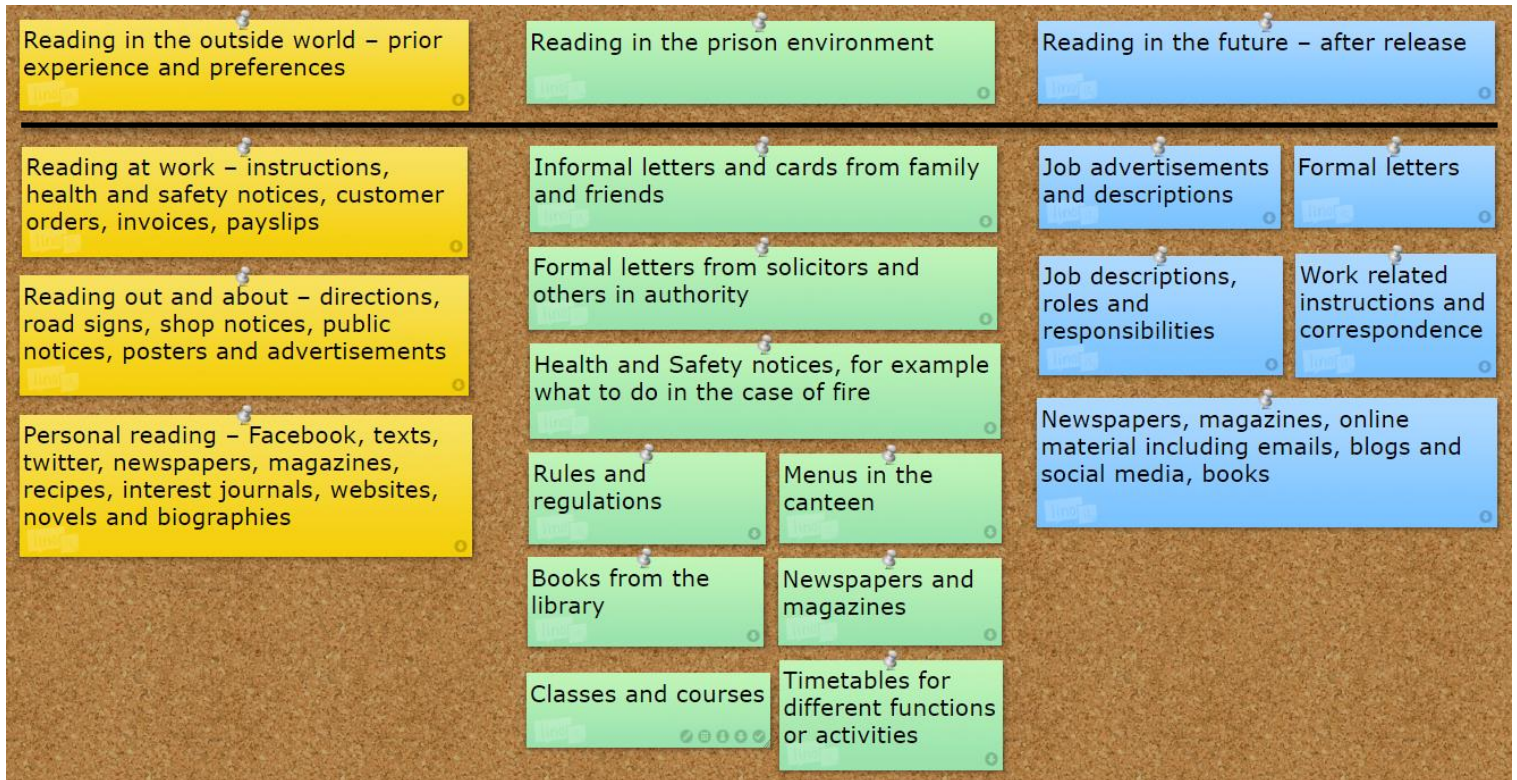 Reading in the outside world – prior
experience and preferences
Reading at work – instructions,
health and safety notices, customer
orders, invoices, payslips
Reading out and about – directions,
road signs, shop notices, public
notices, posters and advertisements
Personal reading – Facebook, texts,
twitter, newspapers, magazines,
recipes, interest journals, websites,
novels and biographies
Reading in the prison environment
Informal letters and cards from family
and friends
Formal letters from solicitors and
others in authority
Health and Safety notices, for example
what to do in the case of fire
Rules and
regulations
Menus in the
canteen
Books from the
library
Newspapers and
magazines
Classes and courses
Timetables for
different functions
or activities
Reading in the future – after release
Job advertisements
and descriptions
Formal letters
Job descriptions,
roles and
responsibilities
Work related
instructions and
correspondence
Newspapers, magazines, online
material including emails, blogs and
social media, books